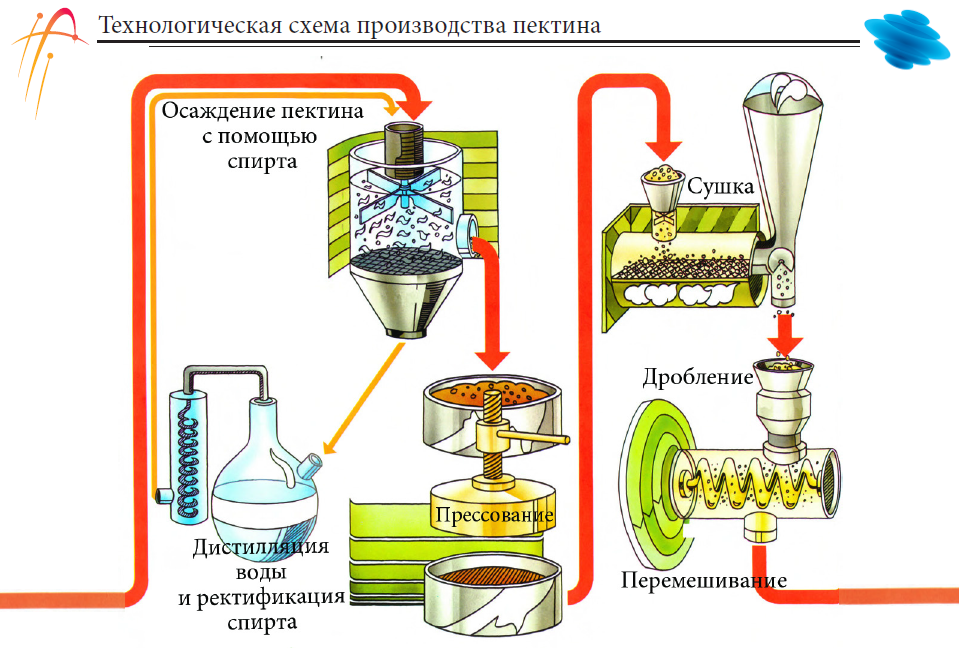 Технологическая схема производства пектина
Осаждение пектина
с помощью
спирта
Сушка
Дробление
Прессование
Дистилляция
воды
и ректификация
спирта
Перемешивание